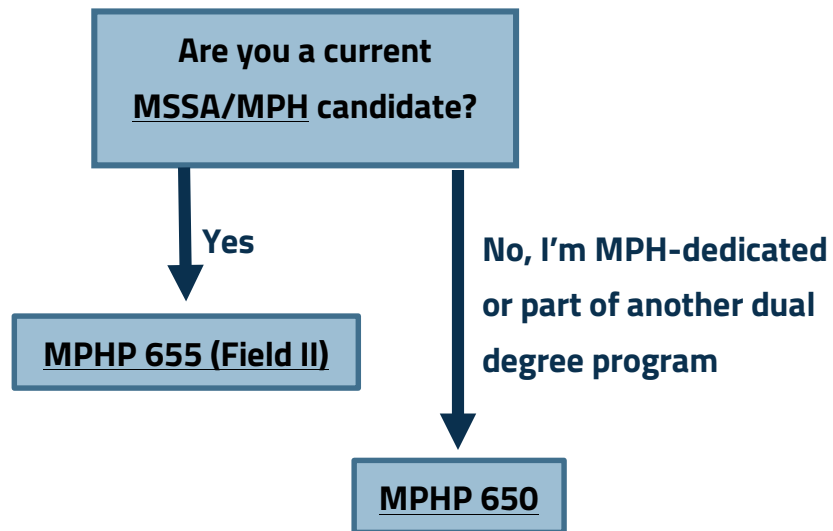 Are you a current
MSSA/MPH candidate?
Yes
No, I’m MPH-dedicated
or part of another dual
degree program
MPHP 655 (Field II)
MPHP 650